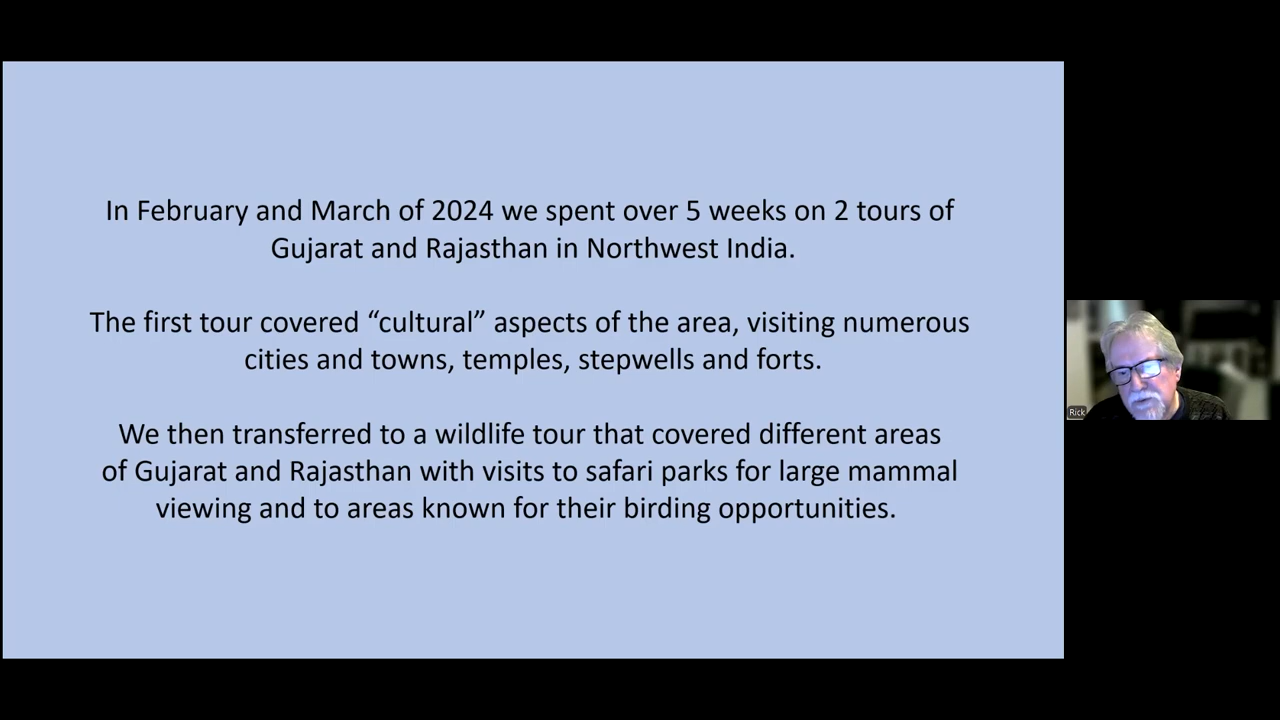 In February and March of 2024 we spent over 5 weeks on 2 tours of
Gujarat and Rajasthan in Northwest India.
The first tour covered “cultural” aspects of the area, visiting numerous
cities and towns, temples, stepwells and forts.
We then transferred to a wildlife tour that covered different areas
of Gujarat and Rajasthan with visits to safari parks for large mammal
viewing and to areas known for their birding opportunities.
Rick